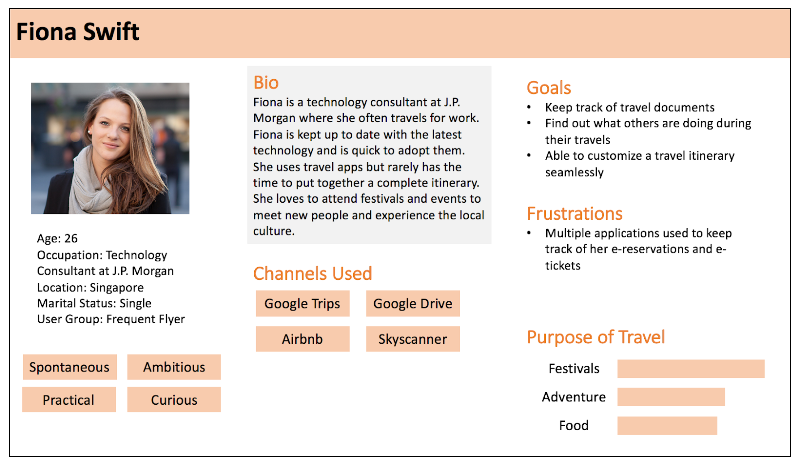 Fiona Swift
Age: 26
Occupation: Technology
Consultant at J.P. Morgan
Location: Singapore
Marital Status: Single
User Group: Frequent Flyer
Spontaneous
Ambitious
Practical
Curious
Bio
Fiona is a technology consultant at J.P.
Morgan where she often travels for work.
Fiona is kept up to date with the latest
technology and is quick to adopt them.
She uses travel apps but rarely has the
time to put together a complete itinerary.
She loves to attend festivals and events to
meet new people and experience the local
culture.
Channels Used
Google Trips
Google Drive
Airbnb
Skyscanner
Goals
• Keep track of travel documents
• Find out what others are doing during
their travels
• Able to customize a travel itinerary
seamlessly
Frustrations
• Multiple applications used to keep
track of her e-reservations and e-
tickets
Purpose of Travel
Festivals
Adventure
Food